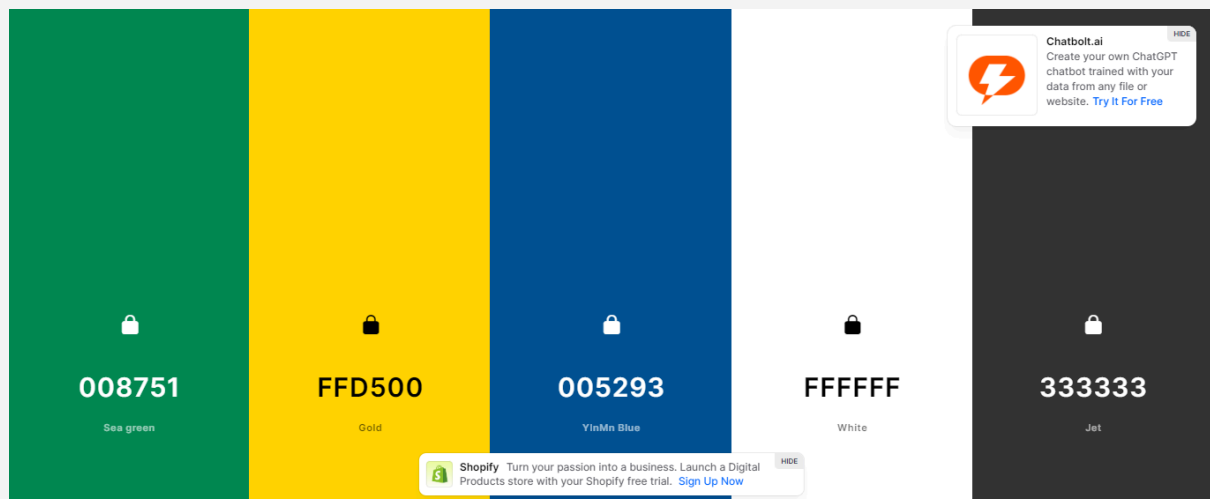 HIDE
Chatbolt.ai
Create your own ChatGPT
chatbot trained with your
data from any file or
website. Try It For Free
008751
FFD500
005293
FFFFFF
333333
Sea green
Gold
YInMn Blue
White
Jet
HIDE
Shopify Turn your passion into a business. Launch a Digital
Products store with your Shopify free trial. Sign Up Now